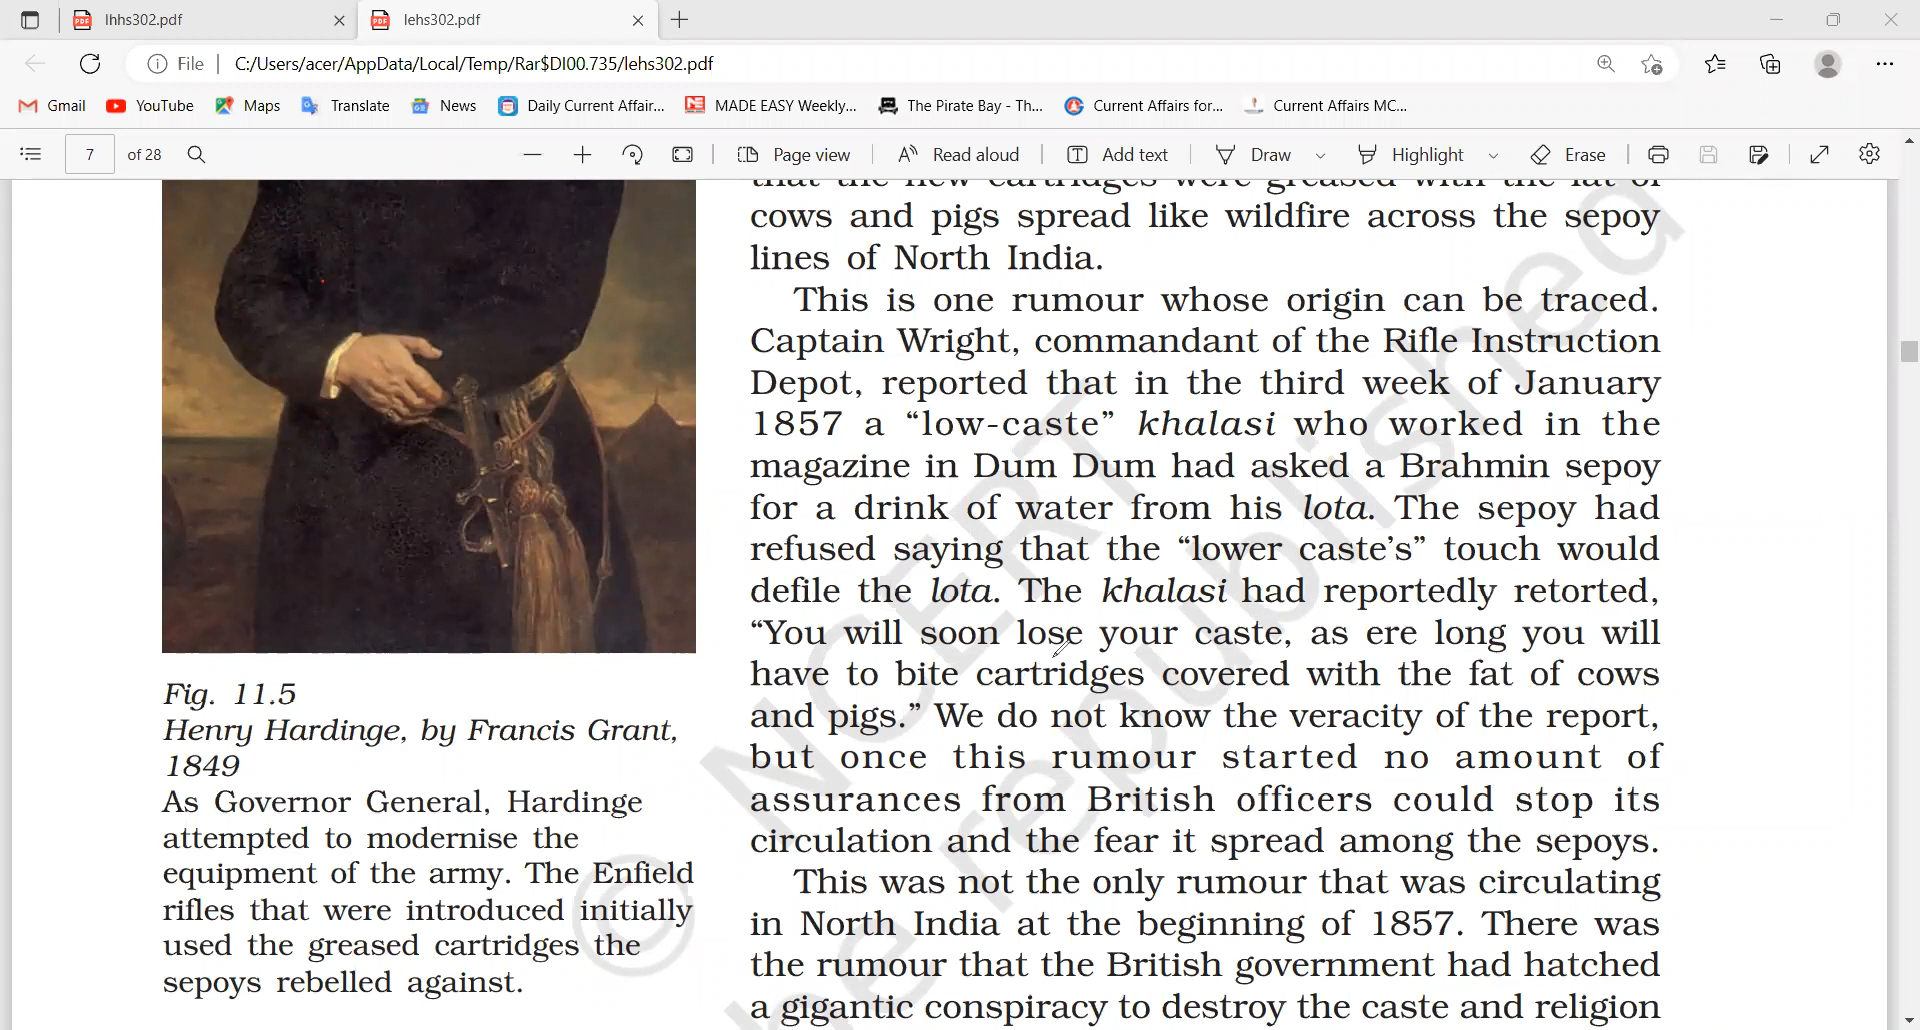 lhhs302.pdf
lehs302.pdf
File
C:/Users/acer/AppData/Local/Temp/Rar$DI00.735/lehs302.pdf
Gmail
YouTube
Maps
Translate
News
Daily Current Affair...
MADE EASY Weekly...
The Pirate Bay - Th...
Current Affairs for...
Current Affairs MC...
7 of 28
Page view
Read aloud
Add text
Draw
Highlight
Erase
that the new cartridges were greased with the fat of
cows and pigs spread like wildfire across the sepoy
lines of North India.
This is one rumour whose origin can be traced.
Captain Wright, commandant of the Rifle Instruction
Depot, reported that in the third week of January
1857 a “low-caste” khalasi who worked in the
magazine in Dum Dum had asked a Brahmin sepoy
for a drink of water from his lota. The sepoy had
refused saying that the “lower caste’s” touch would
defile the lota. The khalasi had reportedly retorted,
“You will soon lose your caste, as ere long you will
have to bite cartridges covered with the fat of cows
and pigs.” We do not know the veracity of the report,
but once this rumour started no amount of
assurances from British officers could stop its
circulation and the fear it spread among the sepoys.
This was not the only rumour that was circulating
in North India at the beginning of 1857. There was
the rumour that the British government had hatched
a gigantic conspiracy to destroy the caste and religion
Fig. 11.5
Henry Hardinge, by Francis Grant,
1849
As Governor General, Hardinge
attempted to modernise the
equipment of the army. The Enfield
rifles that were introduced initially
used the greased cartridges the
sepoys rebelled against.
© NCERT
be republished